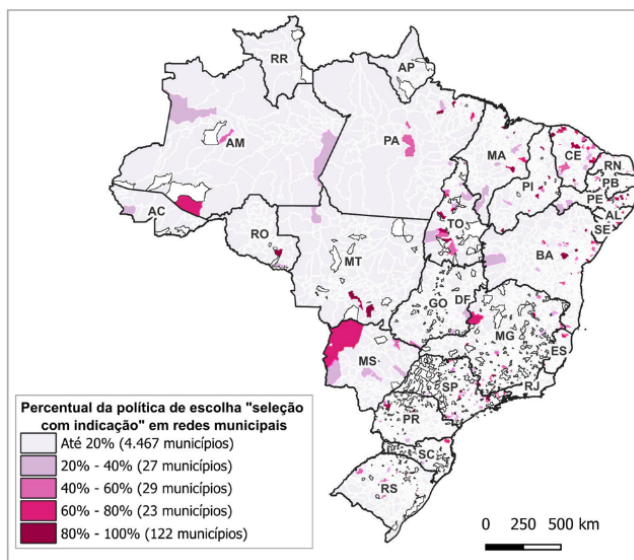 RR
AP
AM
PA
MA
CE
RN
PB
PE
AL
SE
PI
AC
TO
RO
BA
MT
GO
DF
MG
ES
MS
SP
RJ
PR
SC
RS
Percentual da política de escolha "seleção
com indicação" em redes municipais
Até 20% (4.467 municípios)
20% - 40% (27 municípios)
40% - 60% (29 municípios)
60% - 80% (23 municípios)
80% - 100% (122 municípios)
0 250 500 km